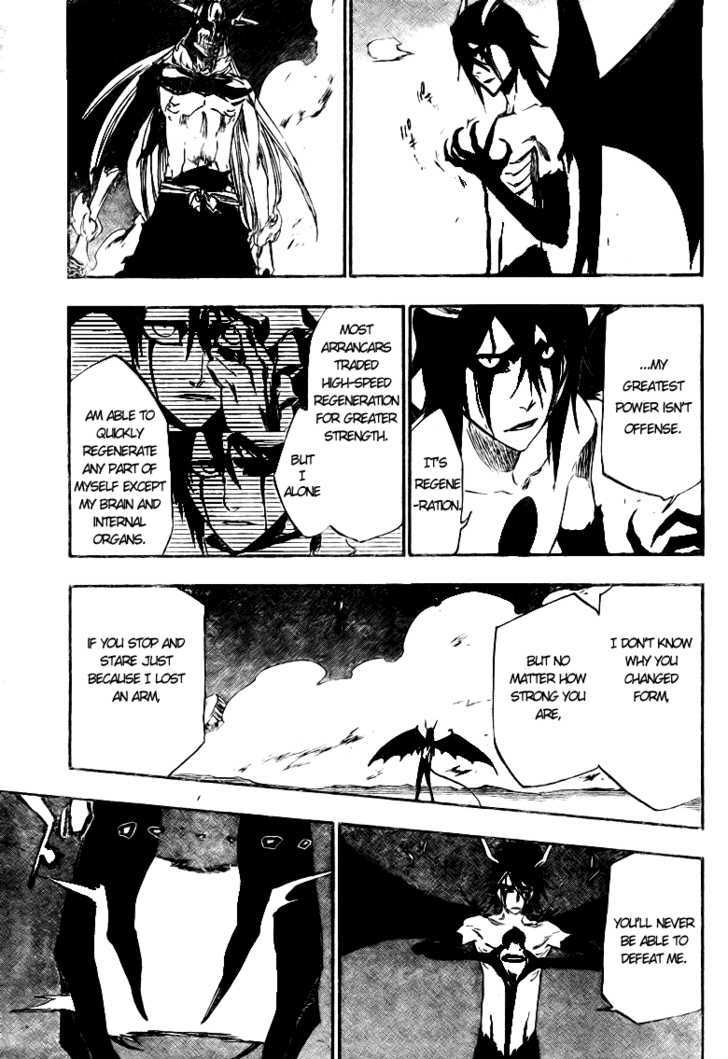 ...MY
GREATEST
POWER ISN'T
OFFENSE.
IT'S
REGENE
-RATION.
MOST
ARRANCARS
TRADED
HIGH-SPEED
REGENERATION
FOR GREATER
STRENGTH.
BUT
I
ALONE
AM ABLE TO
QUICKLY
REGENERATE
ANY PART OF
MYSELF EXCEPT
MY BRAIN AND
INTERNAL
ORGANS.
I DON'T KNOW
WHY YOU
CHANGED
FORM,
BUT NO
MATTER HOW
STRONG YOU
ARE,
IF YOU STOP AND
STARE JUST
BECAUSE I LOST
AN ARM,
YOU'LL NEVER
BE ABLE TO
DEFEAT ME.